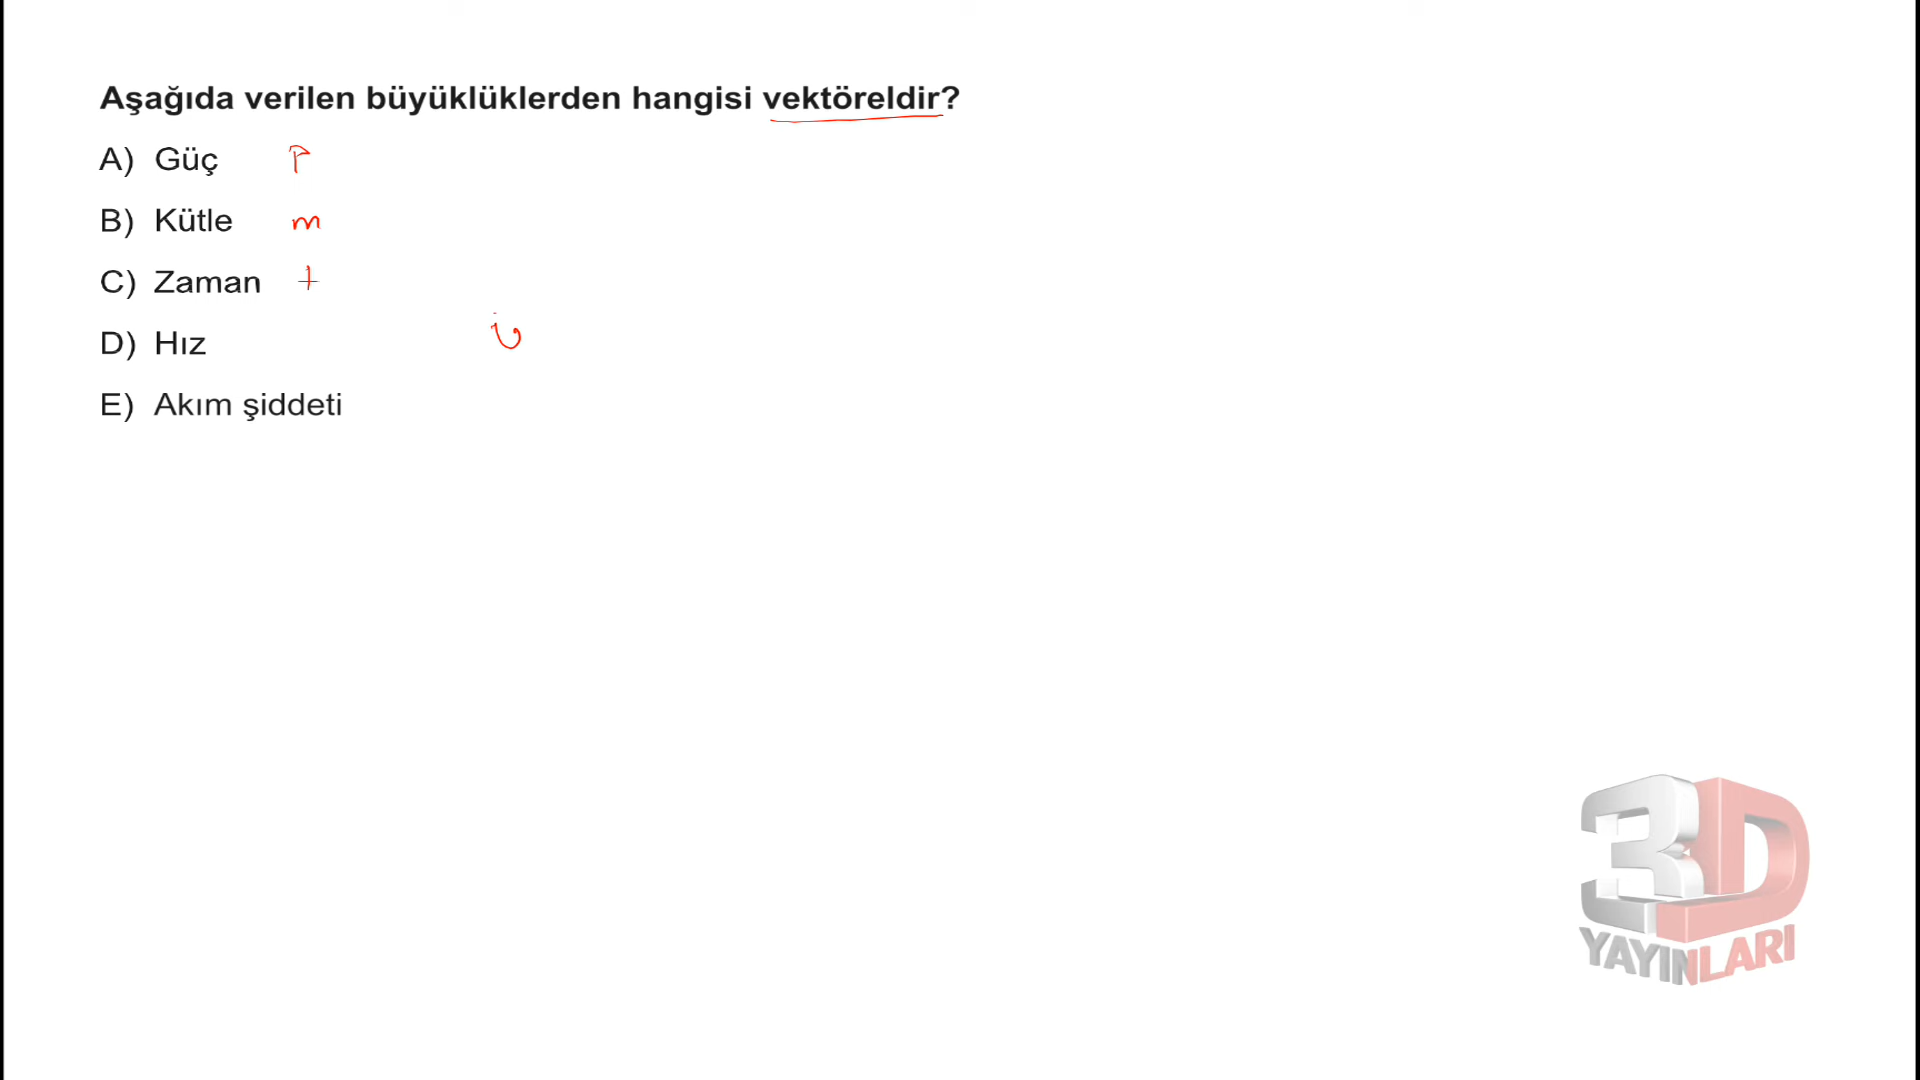 Aşağıda verilen büyüklüklerden hangisi vektöreldir?
A) Güç P
B) Kütle m
C) Zaman t
D) Hız υ
E) Akım şiddeti
3D
YAYINLARI